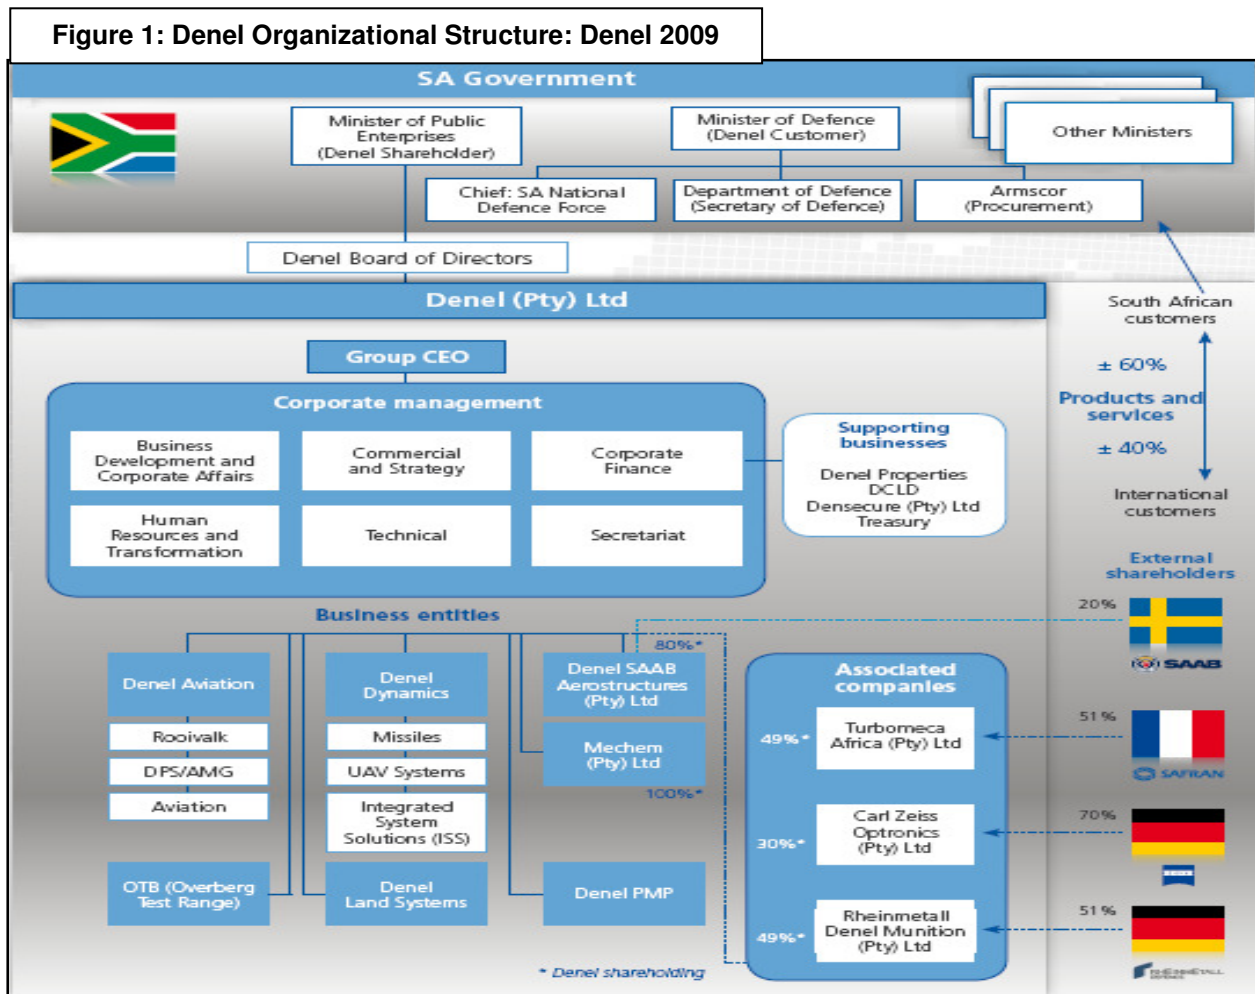 Figure 1: Denel Organizational Structure: Denel 2009
SA Government
Minister of Public
Enterprises
(Denel Shareholder)
Minister of Defence
(Denel Customer)
Other Ministers
Chief: SA National
Defence Force
Department of Defence
(Secretary of Defence)
Armscor
(Procurement)
Denel Board of Directors
Denel (Pty) Ltd
South African
customers
± 60%
Products and
services
± 40%
International
customers
Group CEO
Corporate management
Business
Development and
Corporate Affairs
Commercial
and Strategy
Corporate
Finance
Human
Resources and
Transformation
Technical
Secretariat
Supporting
businesses
Denel Properties
DCLD
Densecure (Pty) Ltd
Treasury
External
shareholders
Business entities
80%*
20%
SAAB
Denel Aviation
Rooivalk
DPS/AMG
Aviation
OTB (Overberg
Test Range)
Denel
Dynamics
Missiles
UAV Systems
Integrated
System
Solutions (ISS)
Denel
Land Systems
Denel SAAB
Aerostructures
(Pty) Ltd
Mechem
(Pty) Ltd
100%*
Denel PMP
Associated
companies
49%*
Turbomeca
Africa (Pty) Ltd
51%
SAFRAN
30%*
Carl Zeiss
Optronics
(Pty) Ltd
70%
49%*
Rheinmetall
Denel Munition
(Pty) Ltd
51%
RHEINMETALL
* Denel shareholding